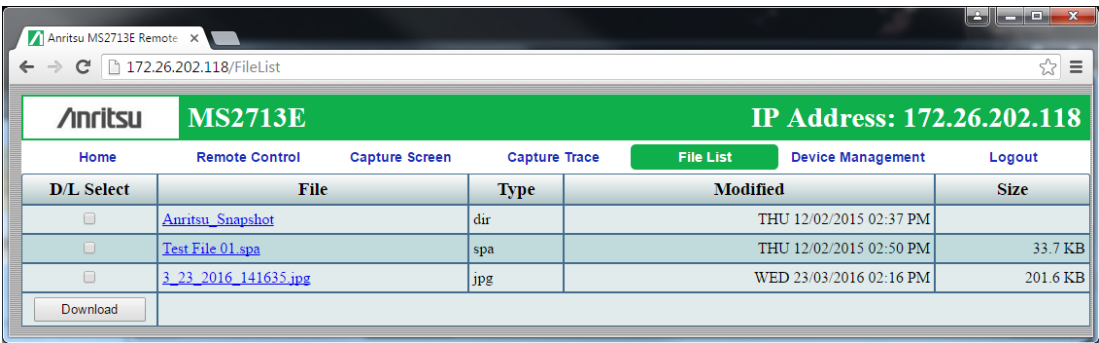 Anritsu MS2713E Remote
172.26.202.118/FileList
Anritsu MS2713E IP Address: 172.26.202.118
Home Remote Control Capture Screen Capture Trace File List Device Management Logout
D/L Select File Type Modified Size
Anritsu_Snapshot dir THU 12/02/2015 02:37 PM
Test File 01.spa spa THU 12/02/2015 02:50 PM 33.7 KB
3_23_2016_141635.jpg jpg WED 23/03/2016 02:16 PM 201.6 KB
Download